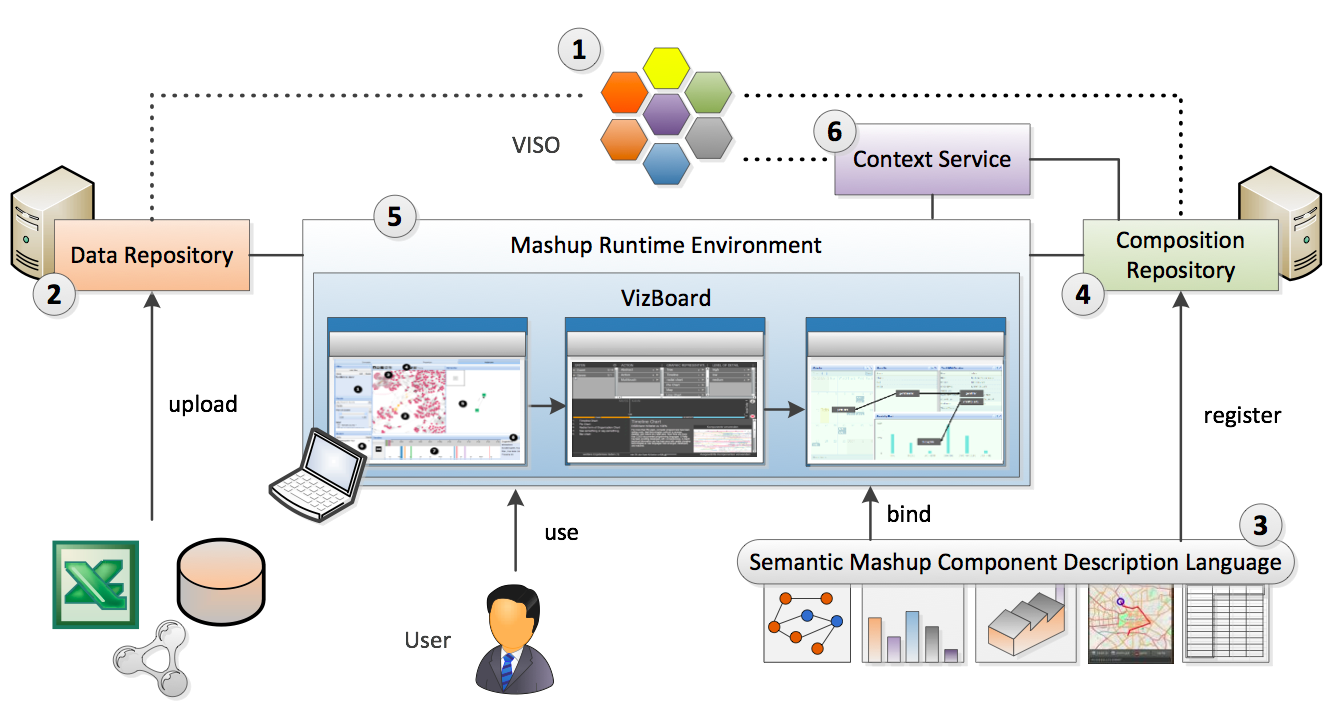 1
VISO
6
Context Service
5
Mashup Runtime Environment
Data Repository
2
Composition
Repository
4
VizBoard
upload
register
use
bind
3
Semantic Mashup Component Description Language
User